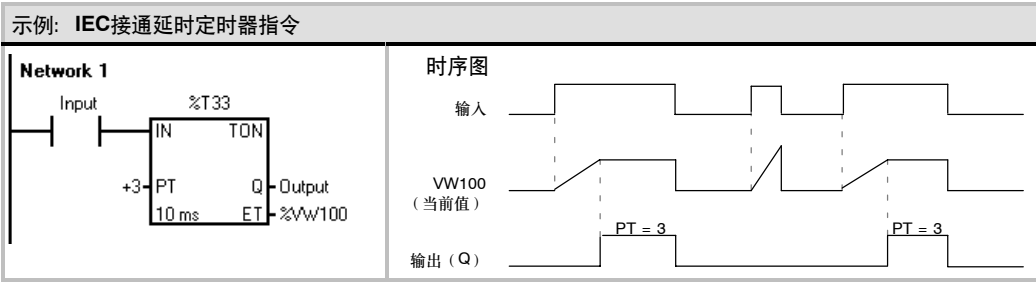 示例: IEC接通延时定时器指令
Network 1
Input
%T33
IN TON
+3 PT Q Output
10 ms ET %VW100
时序图
输入
VW100
（当前值）
PT = 3 PT = 3
输出（Q）